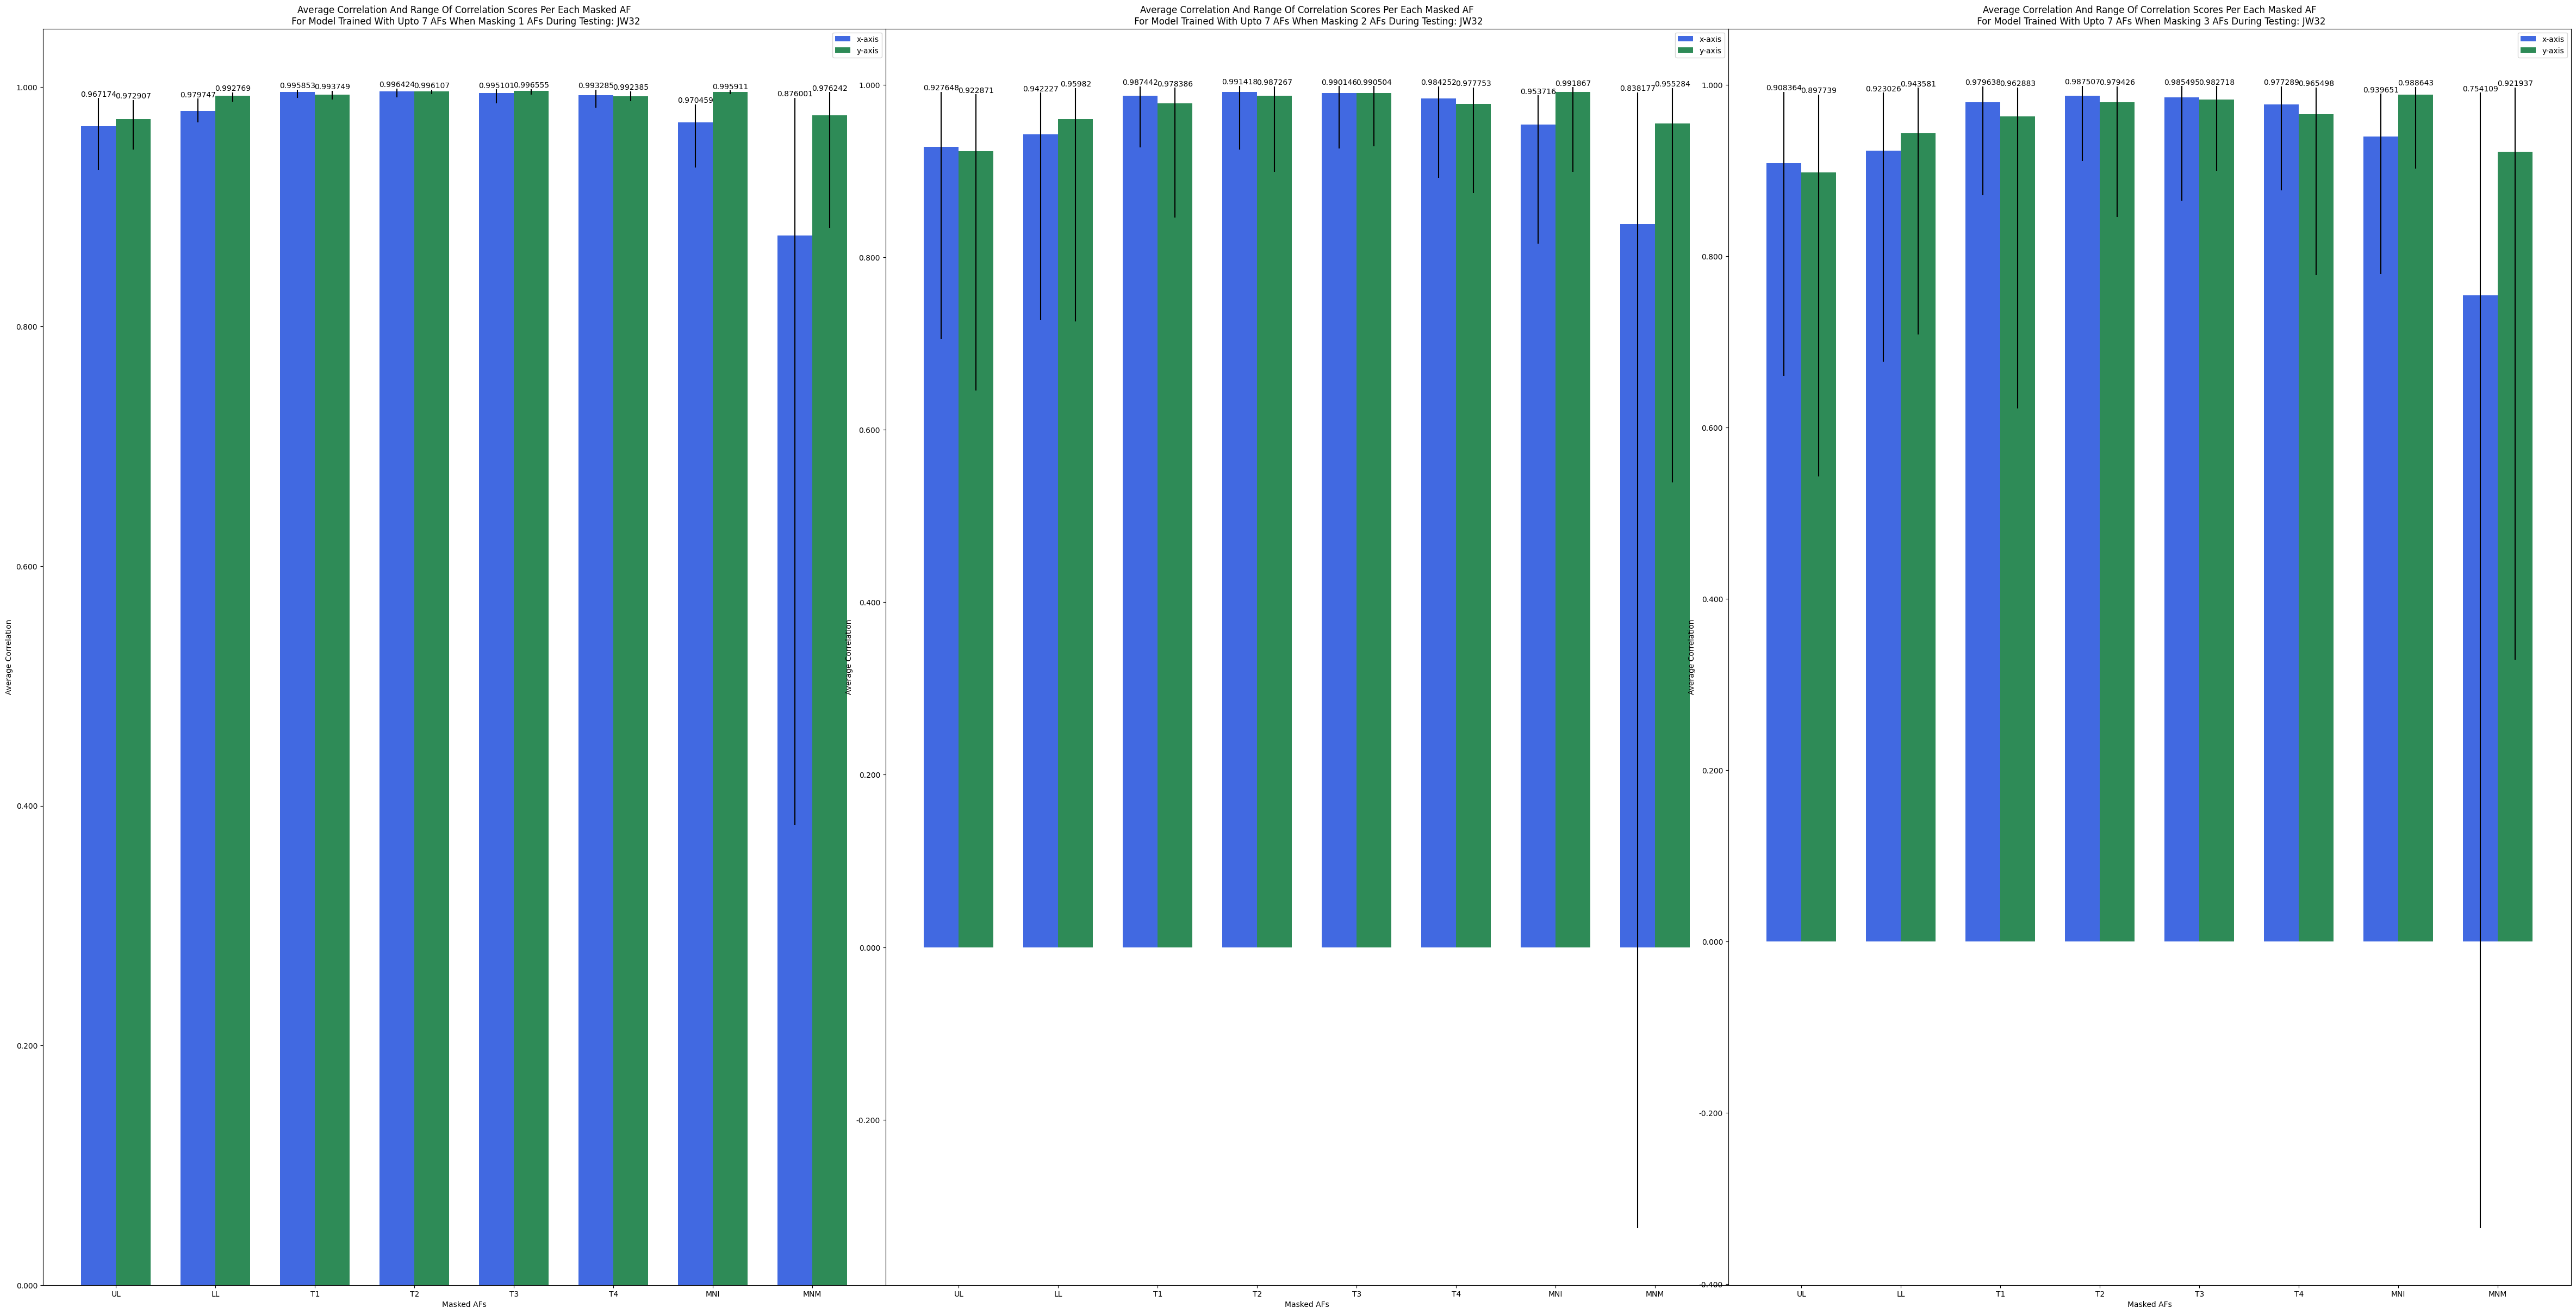 Average Correlation And Range Of Correlation Scores Per Each Masked AF
For Model Trained With Upto 7 AFs When Masking 1 AFs During Testing: JW32
x-axis
y-axis
1.000
0.800
0.600
0.400
0.200
0.000
Average Correlation
0.967174
0.972907
0.979747
0.992769
0.995853
0.993749
0.996424
0.996107
0.995101
0.996555
0.993285
0.992385
0.970459
0.995911
0.876001
0.976242
UL
LL
T1
T2
T3
T4
MNI
MNM
Masked AFs
Average Correlation And Range Of Correlation Scores Per Each Masked AF
For Model Trained With Upto 7 AFs When Masking 2 AFs During Testing: JW32
x-axis
y-axis
1.000
0.800
0.600
0.400
0.200
0.000
-0.200
Average Correlation
0.927648
0.922871
0.942227
0.95982
0.987442
0.978386
0.991418
0.987267
0.990146
0.990504
0.984252
0.977753
0.953716
0.991867
0.838177
0.955284
UL
LL
T1
T2
T3
T4
MNI
MNM
Masked AFs
Average Correlation And Range Of Correlation Scores Per Each Masked AF
For Model Trained With Upto 7 AFs When Masking 3 AFs During Testing: JW32
x-axis
y-axis
1.000
0.800
0.600
0.400
0.200
0.000
-0.200
-0.400
Average Correlation
0.908364
0.897739
0.923026
0.943581
0.979638
0.962883
0.987507
0.979426
0.985495
0.982718
0.977289
0.965498
0.939651
0.988643
0.754109
0.921937
UL
LL
T1
T2
T3
T4
MNI
MNM
Masked AFs